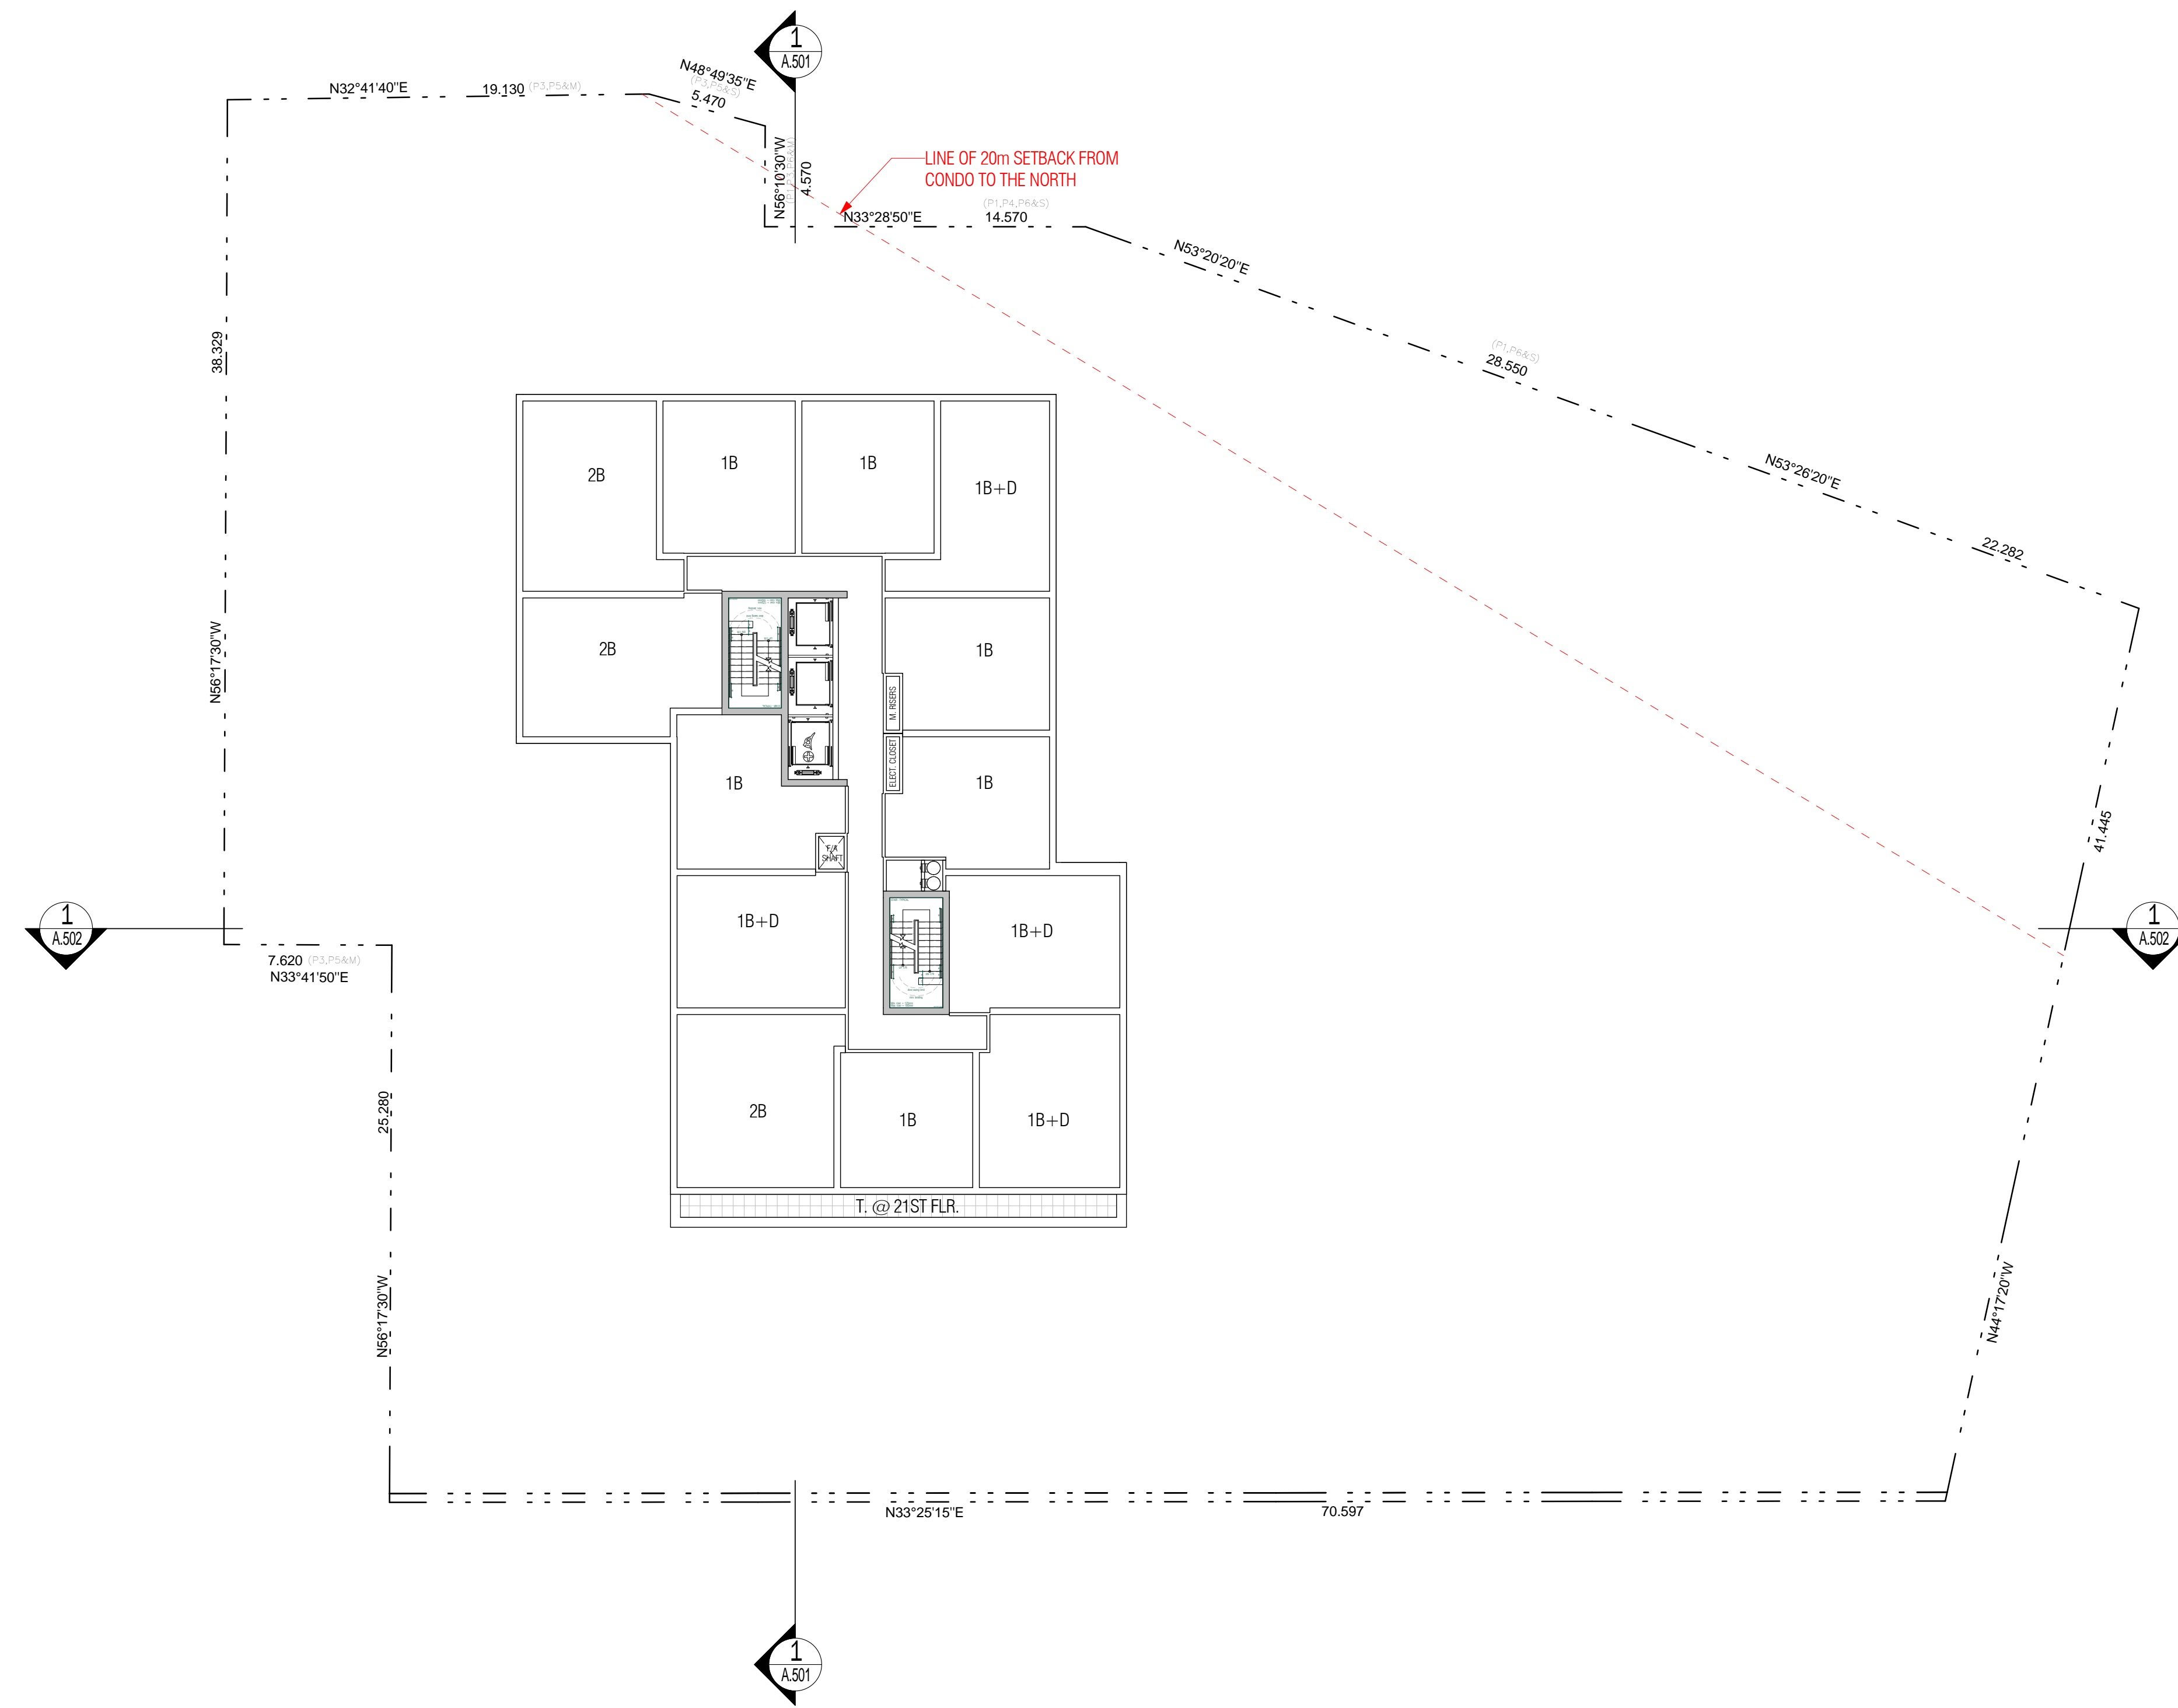 1
A.501
N48°49'35"E
(P3,P5&S)
5.470
N32°41'40"E
19.130 (P3,P5&M)
N56°10'30"W
4.570
LINE OF 20m SETBACK FROM
CONDO TO THE NORTH
(P1,P4,P6&S)
N33°28'50"E
14.570
N53°20'20"E
(P1,P6&S)
28.550
N53°26'20"E
22.282
38.329
N56°17'30"W
2B
1B
1B
1B+D
2B
1B
M. RISERS
ELECT. CLOSET
1B
1B
F/A
SHAFT
41.445
1
A.502
1
A.502
1B+D
1B+D
7.620 (P3,P5&M)
N33°41'50"E
25.280
2B
1B
1B+D
T. @ 21ST FLR.
N56°17'30"W
N44°17'20"W
N33°25'15"E
70.597
1
A.501